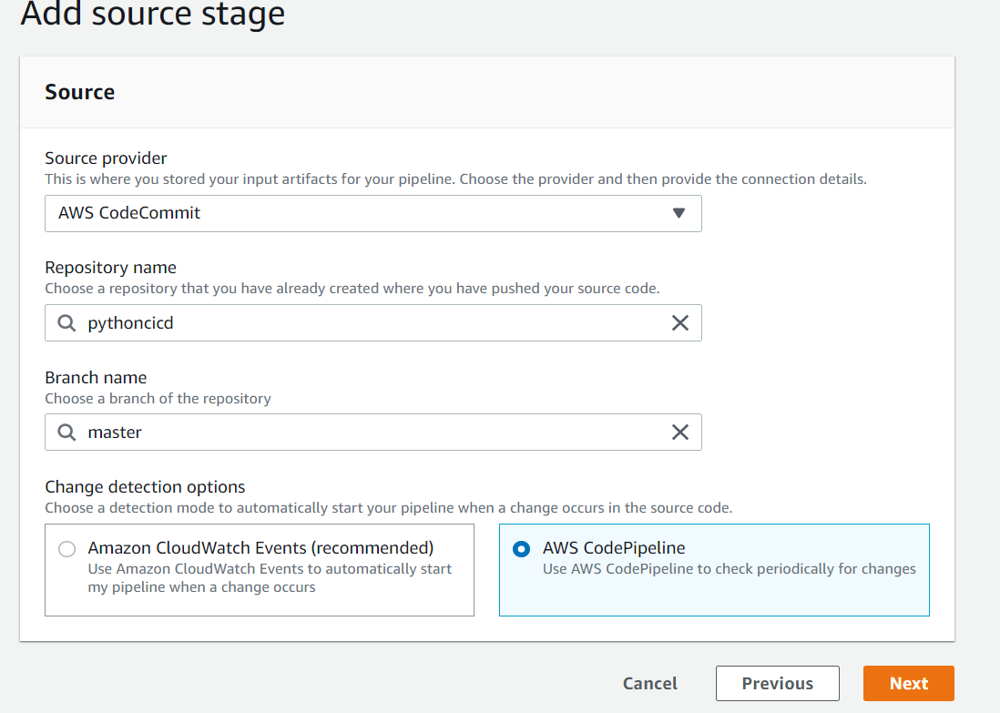 Add source stage
Source
Source provider
This is where you stored your input artifacts for your pipeline. Choose the provider and then provide the connection details.
AWS CodeCommit
Repository name
Choose a repository that you have already created where you have pushed your source code.
pythoncicd
Branch name
Choose a branch of the repository
master
Change detection options
Choose a detection mode to automatically start your pipeline when a change occurs in the source code.
Amazon CloudWatch Events (recommended)
Use Amazon CloudWatch Events to automatically start
my pipeline when a change occurs
AWS CodePipeline
Use AWS CodePipeline to check periodically for changes
Cancel
Previous
Next